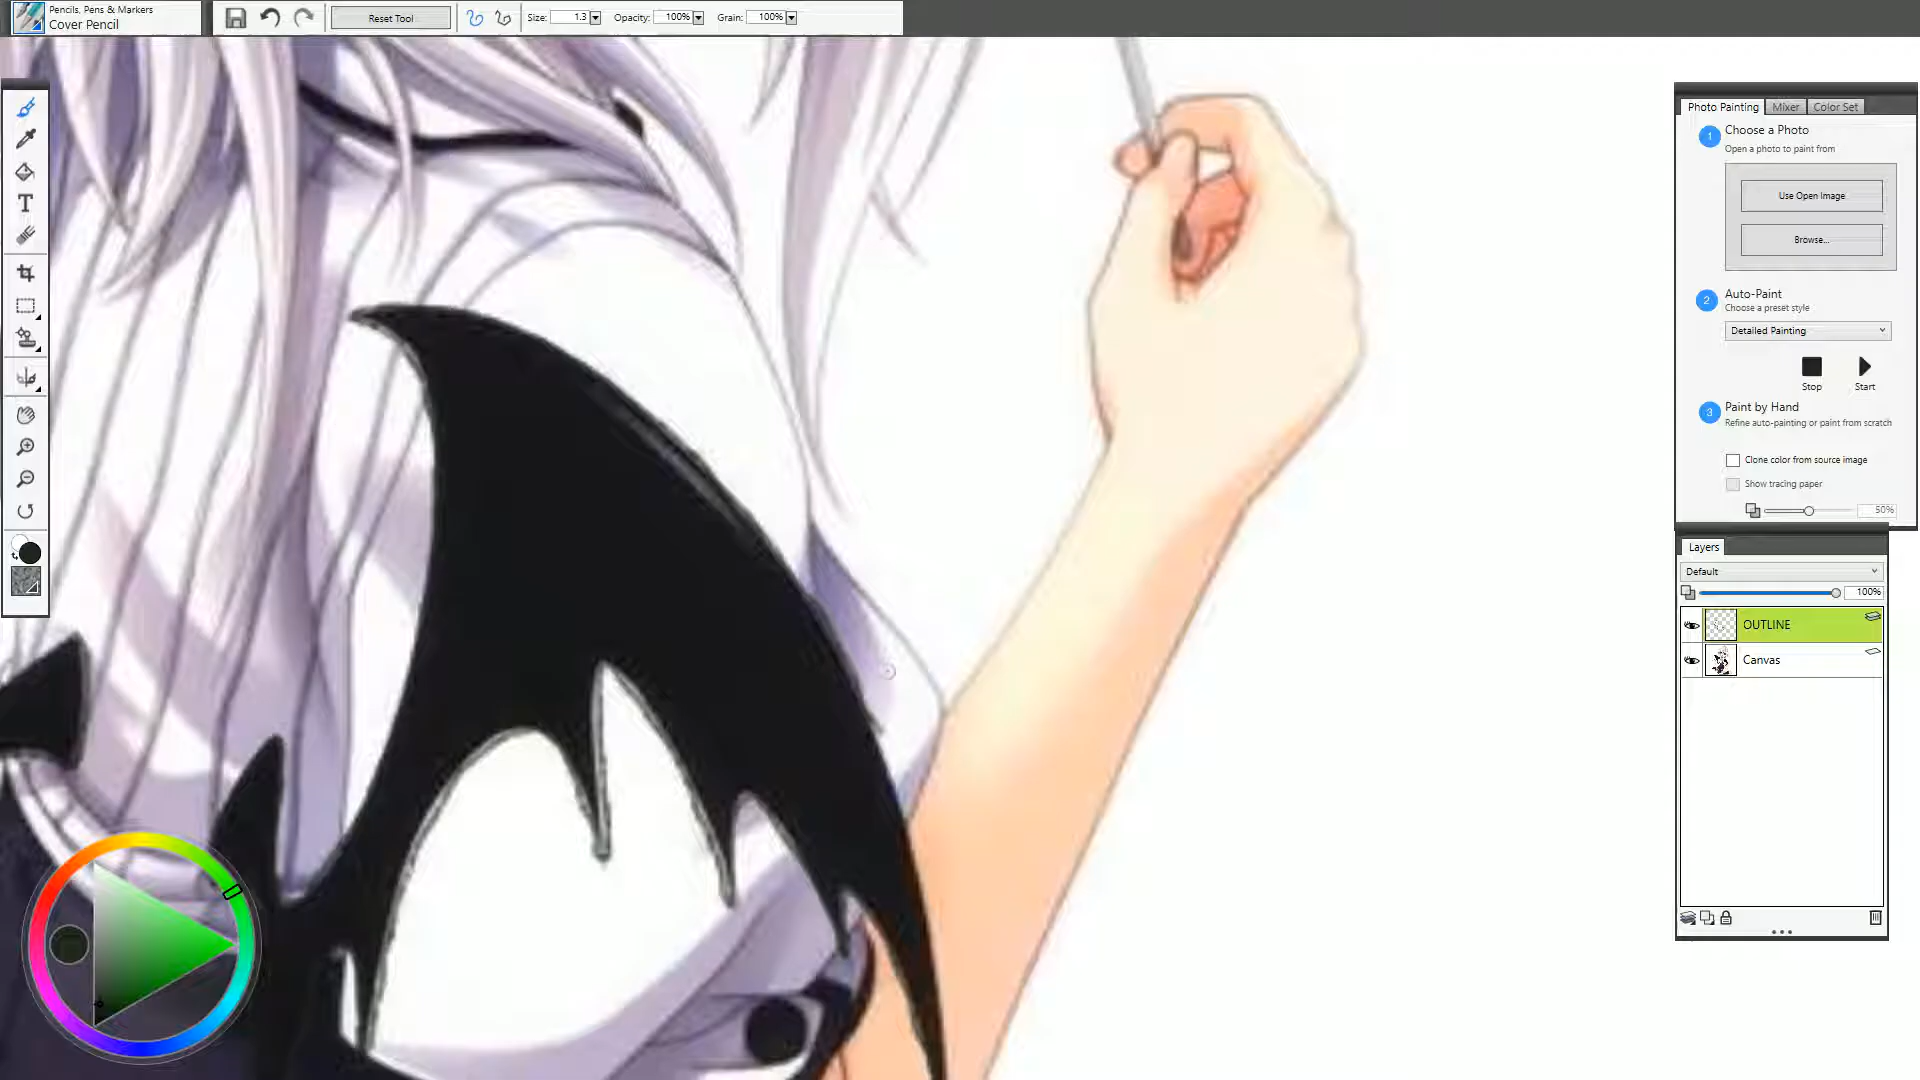 Pencils, Pens & Markers
Cover Pencil
Reset Tool
Size: 1.3
Opacity: 100%
Grain: 100%
Photo Painting
Mixer
Color Set
1
Choose a Photo
Open a photo to paint from
Use Open Image
Browse...
2
Auto-Paint
Choose a preset style
Detailed Painting
Stop
Start
3
Paint by Hand
Refine auto-painting or paint from scratch
Clone color from source image
Show tracing paper
50%
Layers
Default
100%
OUTLINE
Canvas